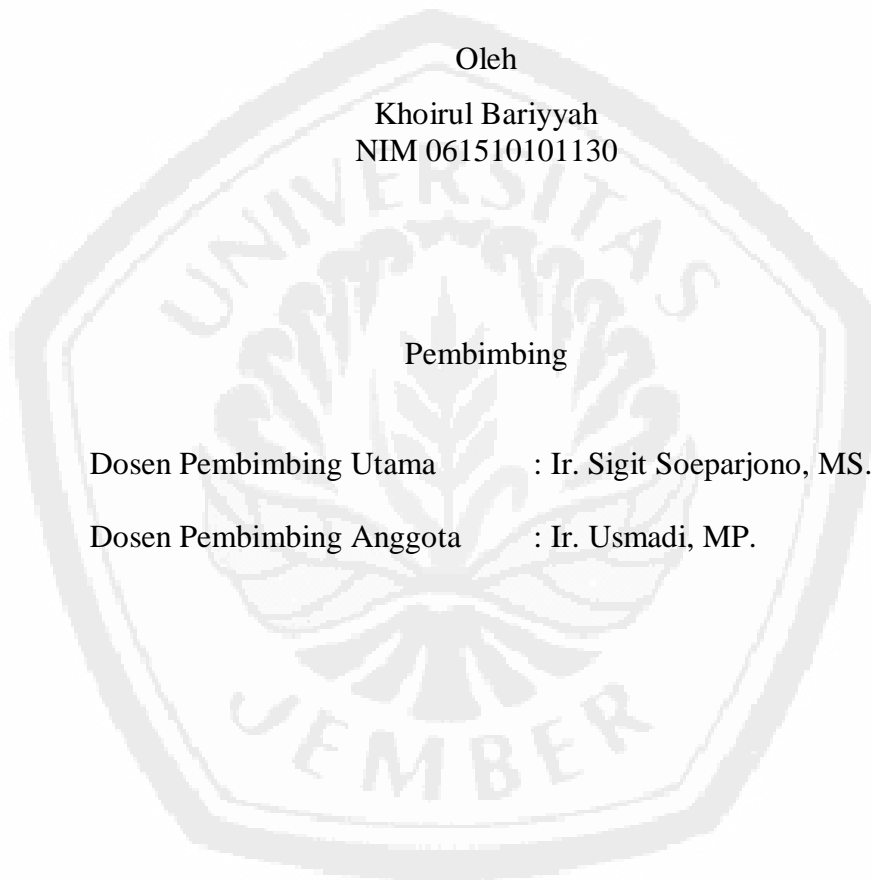 Oleh
Khoirul Bariyyah
NIM 061510101130
UNIVERSITAS
Pembimbing
Dosen Pembimbing Utama : Ir. Sigit Soeparjono, MS.
Dosen Pembimbing Anggota : Ir. Usmadi, MP.
JEMBER